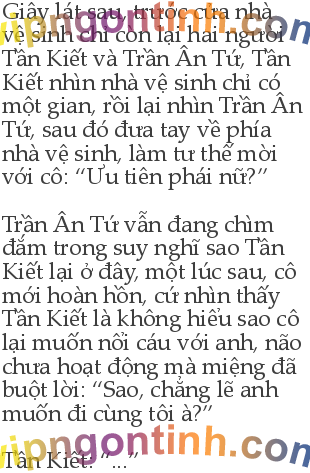 Giây lát sau, trước cửa nhà
vệ sinh chỉ còn lại hai người
Tần Kiết và Trần Ân Tứ, Tần
Kiết nhìn nhà vệ sinh chỉ có
một gian, rồi lại nhìn Trần Ân
Tứ, sau đó đưa tay về phía
nhà vệ sinh, làm tư thế mời
với cô: “Ưu tiên phái nữ?”
Trần Ân Tứ vẫn đang chìm
đắm trong suy nghĩ sao Tần
Kiết lại ở đây, một lúc sau, cô
mới hoàn hồn, cứ nhìn thấy
Tần Kiết là không hiểu sao cô
lại muốn nổi cáu với anh, não
chưa hoạt động mà miệng đã
buột lời: “Sao, chẳng lẽ anh
muốn đi cùng tôi à?”
Tần Kiết: “...”
vipngontinh.com
vipngontinh.com